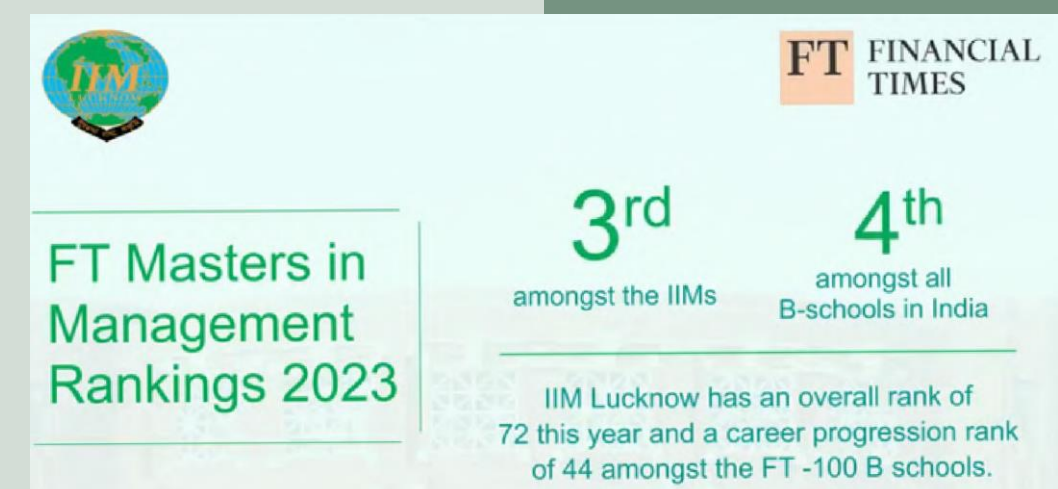 IIM
LUCKNOW
FT FINANCIAL
TIMES
FT Masters in
Management
Rankings 2023
3rd
amongst the IIMs
4th
amongst all
B-schools in India
IIM Lucknow has an overall rank of
72 this year and a career progression rank
of 44 amongst the FT -100 B schools.